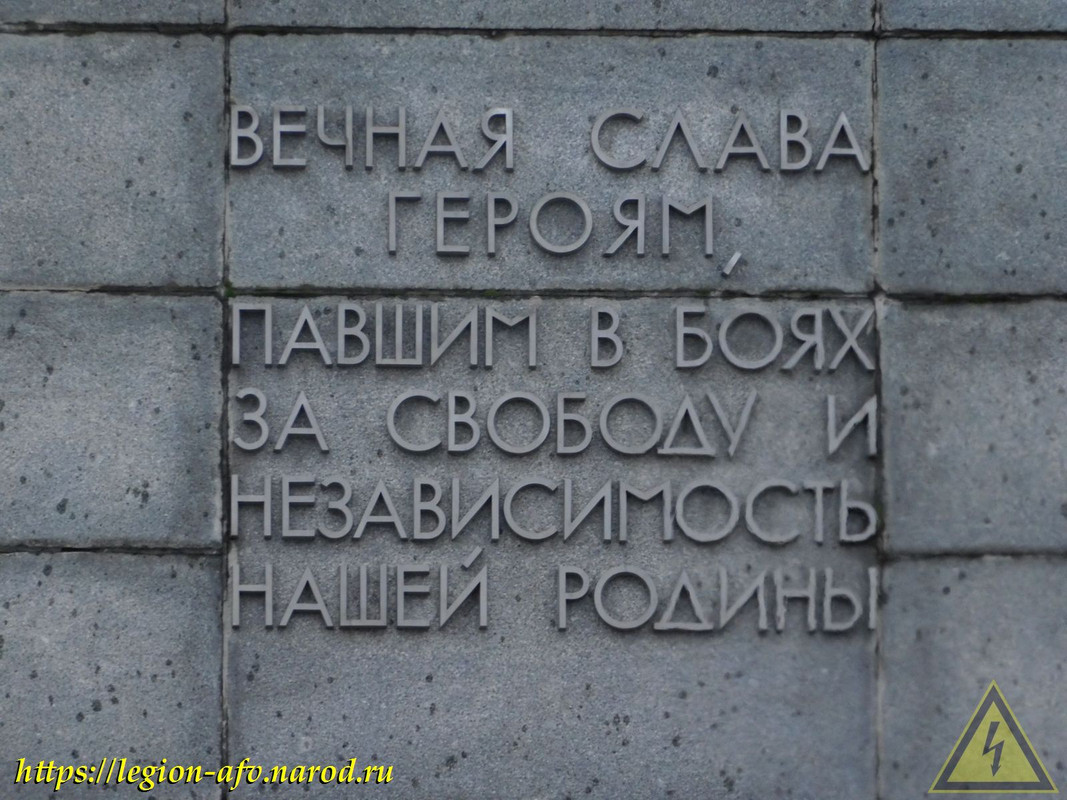 ВЕЧНАЯ СЛАВА
ГЕРОЯМ,
ПАВШИМ В БОЯХ
ЗА СВОБОДУ И
НЕЗАВИСИМОСТЬ
НАШЕЙ РОДИНЫ
https://legion-afv.narod.ru